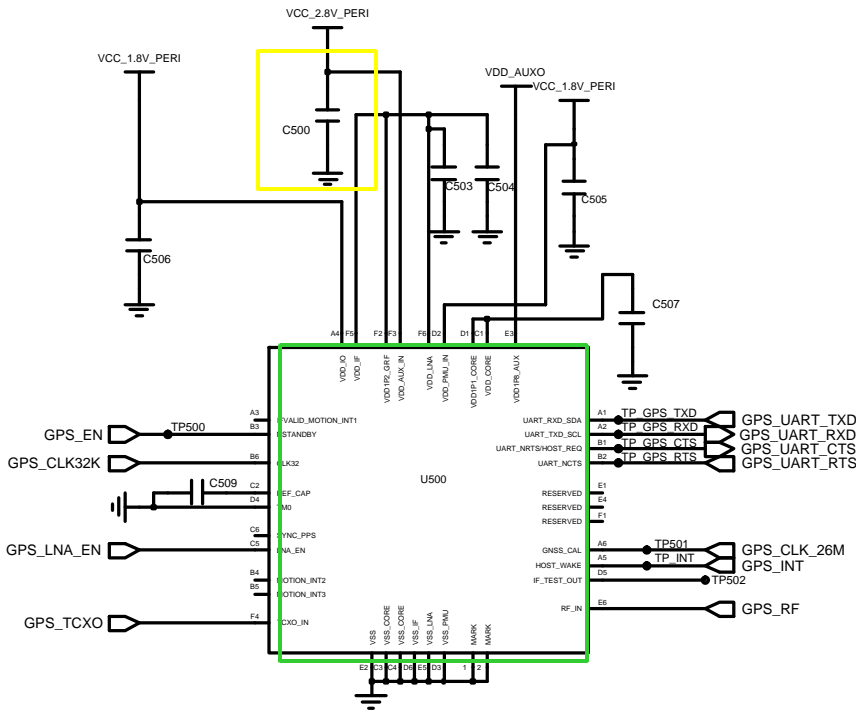 VCC_2.8V_PERI
VCC_1.8V_PERI
VDD_AUXO
VCC_1.8V_PERI
C500
C503
C504
C505
C506
C507
A4
F5
F2
F3
F6
D2
D1
C1
E3
VDD_IO
VDD_IF
VDD1P2_GRF
VDD_AUX_IN
VDD_LNA
VDD_PMU_IN
VDD1P1_CORE
VDD_CORE
VDD1P8_AUX
A3
VALID_MOTION_INT1
GPS_EN
TP500
B3
NSTANDBY
GPS_CLK32K
B6
CLK32
C509
C2
REF_CAP
D4
TM0
C6
SYNC_PPS
GPS_LNA_EN
C5
LNA_EN
B4
MOTION_INT2
B5
MOTION_INT3
GPS_TCXO
F4
TCXO_IN
U500
UART_RXD_SDA
A1
TP_GPS_TXD
GPS_UART_TXD
UART_TXD_SCL
A2
TP_GPS_RXD
GPS_UART_RXD
UART_NRTS/HOST_REQ
B1
TP_GPS_CTS
GPS_UART_CTS
UART_NCTS
B2
TP_GPS_RTS
GPS_UART_RTS
RESERVED
E1
RESERVED
E4
RESERVED
F1
GNSS_CAL
A6
TP501
GPS_CLK_26M
HOST_WAKE
A5
TP_INT
GPS_INT
IF_TEST_OUT
D5
TP502
RF_IN
E6
GPS_RF
VSS
VSS_CORE
VSS_CORE
VSS_IF
VSS_LNA
VSS_PMU
MARK
MARK
E2
C3
C4
D6
E5
D3
1
2